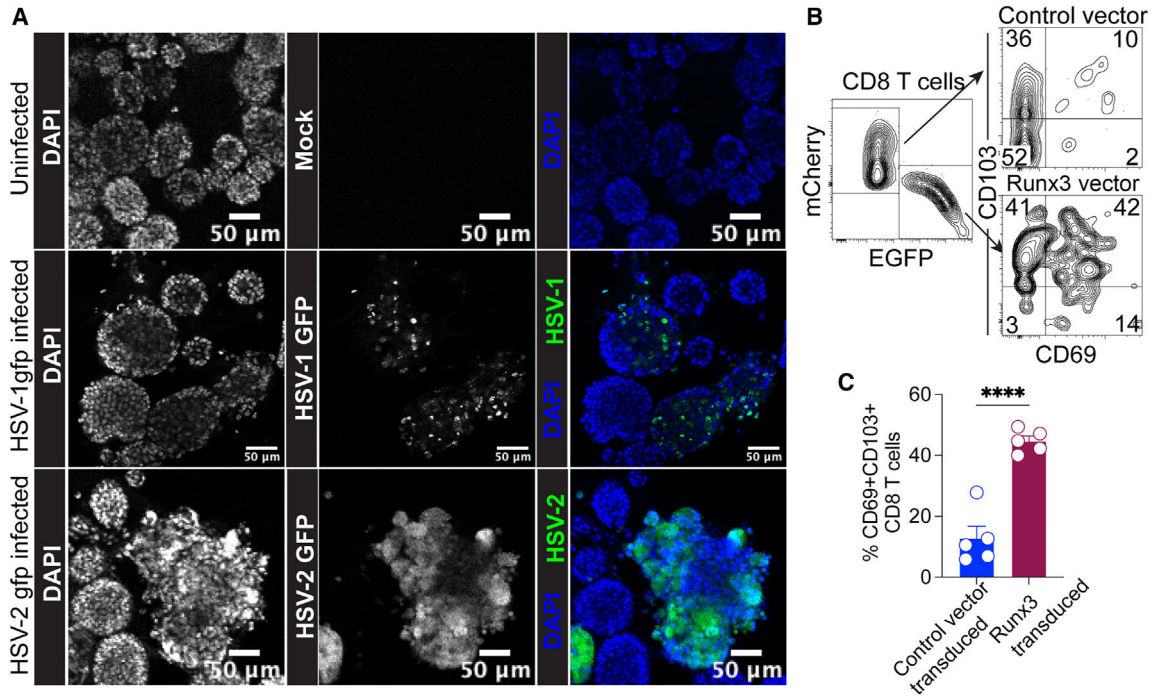 A
Uninfected
DAPI
50 µm
Mock
50 µm
DAPI
50 µm
HSV-1gfp infected
DAPI
50 µm
HSV-1 GFP
50 µm
DAPI HSV-1
50 µm
HSV-2 gfp infected
DAPI
50 µm
HSV-2 GFP
50 µm
DAPI HSV-2
50 µm
B
CD8 T cells
mCherry
EGFP
Control vector
36 10
52 2
CD103
Runx3 vector
41 42
3 14
CD69
C
% CD69+CD103+
CD8 T cells
60
40
20
0
****
Control vector
transduced
Runx3
transduced